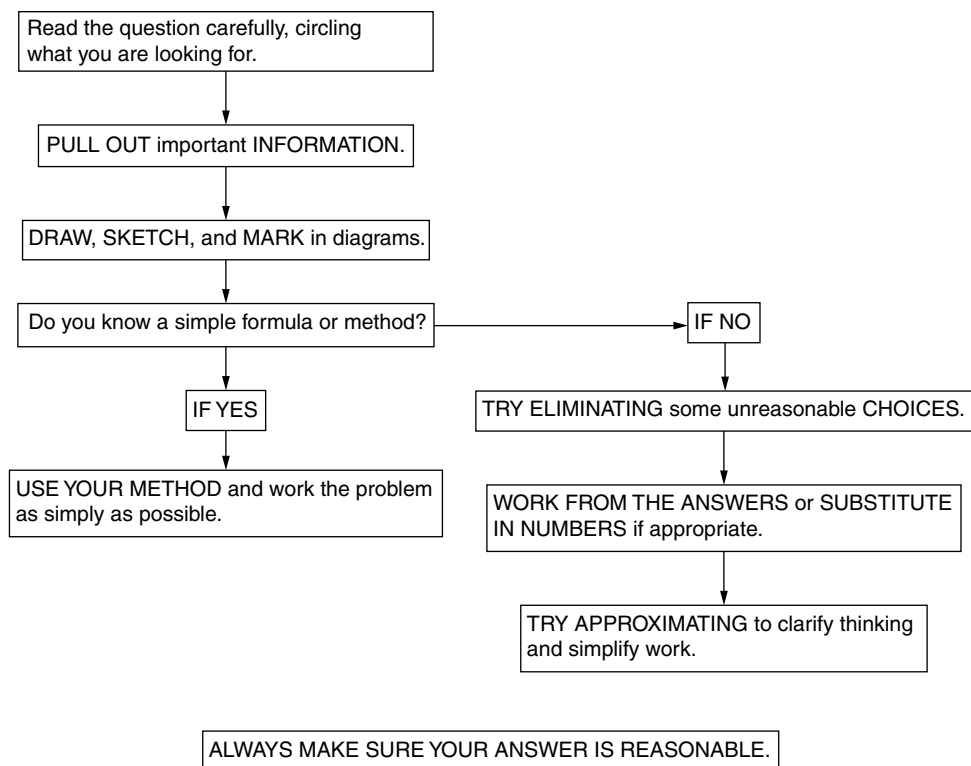 Read the question carefully, circling
what you are looking for.
PULL OUT important INFORMATION.
DRAW, SKETCH, and MARK in diagrams.
Do you know a simple formula or method?
IF NO
IF YES
TRY ELIMINATING some unreasonable CHOICES.
USE YOUR METHOD and work the problem
as simply as possible.
WORK FROM THE ANSWERS or SUBSTITUTE
IN NUMBERS if appropriate.
TRY APPROXIMATING to clarify thinking
and simplify work.
ALWAYS MAKE SURE YOUR ANSWER IS REASONABLE.